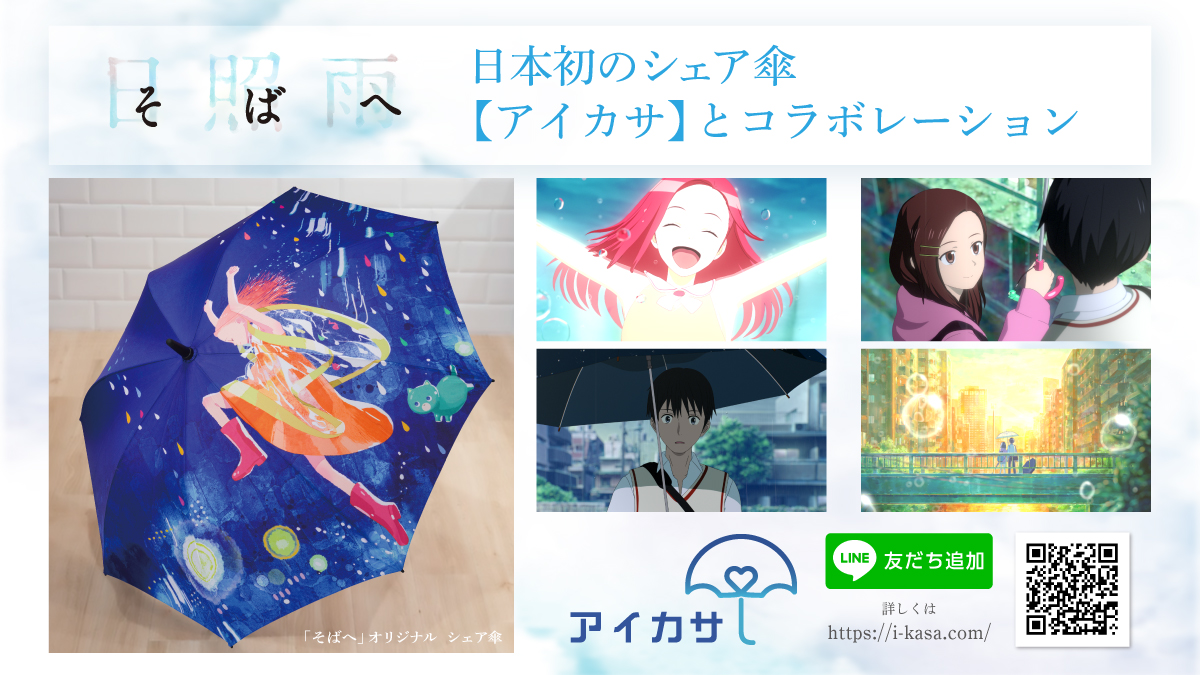 日照雨
そばへ
日本初のシェア傘
【アイカサ】とコラボレーション
「そばへ」オリジナル シェア傘
アイカサ
LINE 友だち追加
詳しくは
https://i-kasa.com/